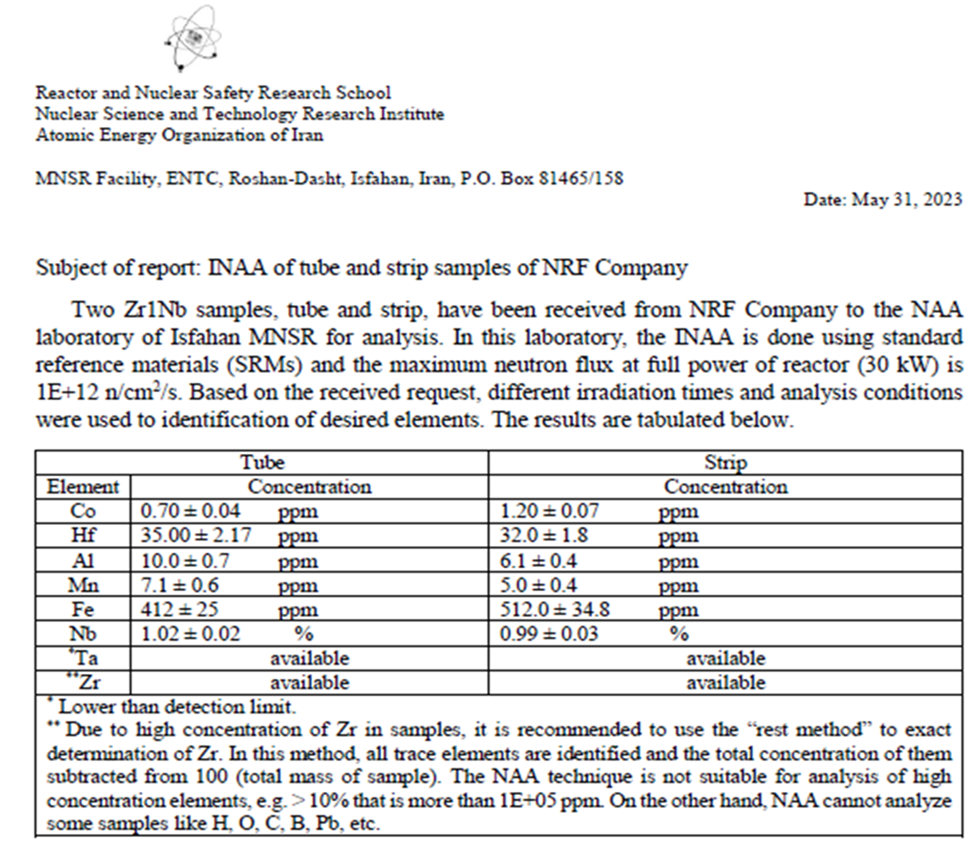 Reactor and Nuclear Safety Research School
Nuclear Science and Technology Research Institute
Atomic Energy Organization of Iran
MNSR Facility, ENTC, Roshan-Dasht, Isfahan, Iran, P.O. Box 81465/158
Date: May 31, 2023
Subject of report: INAA of tube and strip samples of NRF Company
Two Zr1Nb samples, tube and strip, have been received from NRF Company to the NAA
laboratory of Isfahan MNSR for analysis. In this laboratory, the INAA is done using standard
reference materials (SRMs) and the maximum neutron flux at full power of reactor (30 kW) is
1E+12 n/cm²/s. Based on the received request, different irradiation times and analysis conditions
were used to identification of desired elements. The results are tabulated below.
Tube Strip
Element Concentration Concentration
Co 0.70 ± 0.04 ppm 1.20 ± 0.07 ppm
Hf 35.00 ± 2.17 ppm 32.0 ± 1.8 ppm
Al 10.0 ± 0.7 ppm 6.1 ± 0.4 ppm
Mn 7.1 ± 0.6 ppm 5.0 ± 0.4 ppm
Fe 412 ± 25 ppm 512.0 ± 34.8 ppm
Nb 1.02 ± 0.02 % 0.99 ± 0.03 %
*Ta available available
**Zr available available
* Lower than detection limit.
** Due to high concentration of Zr in samples, it is recommended to use the “rest method” to exact
determination of Zr. In this method, all trace elements are identified and the total concentration of them
subtracted from 100 (total mass of sample). The NAA technique is not suitable for analysis of high
concentration elements, e.g. > 10% that is more than 1E+05 ppm. On the other hand, NAA cannot analyze
some samples like H, O, C, B, Pb, etc.